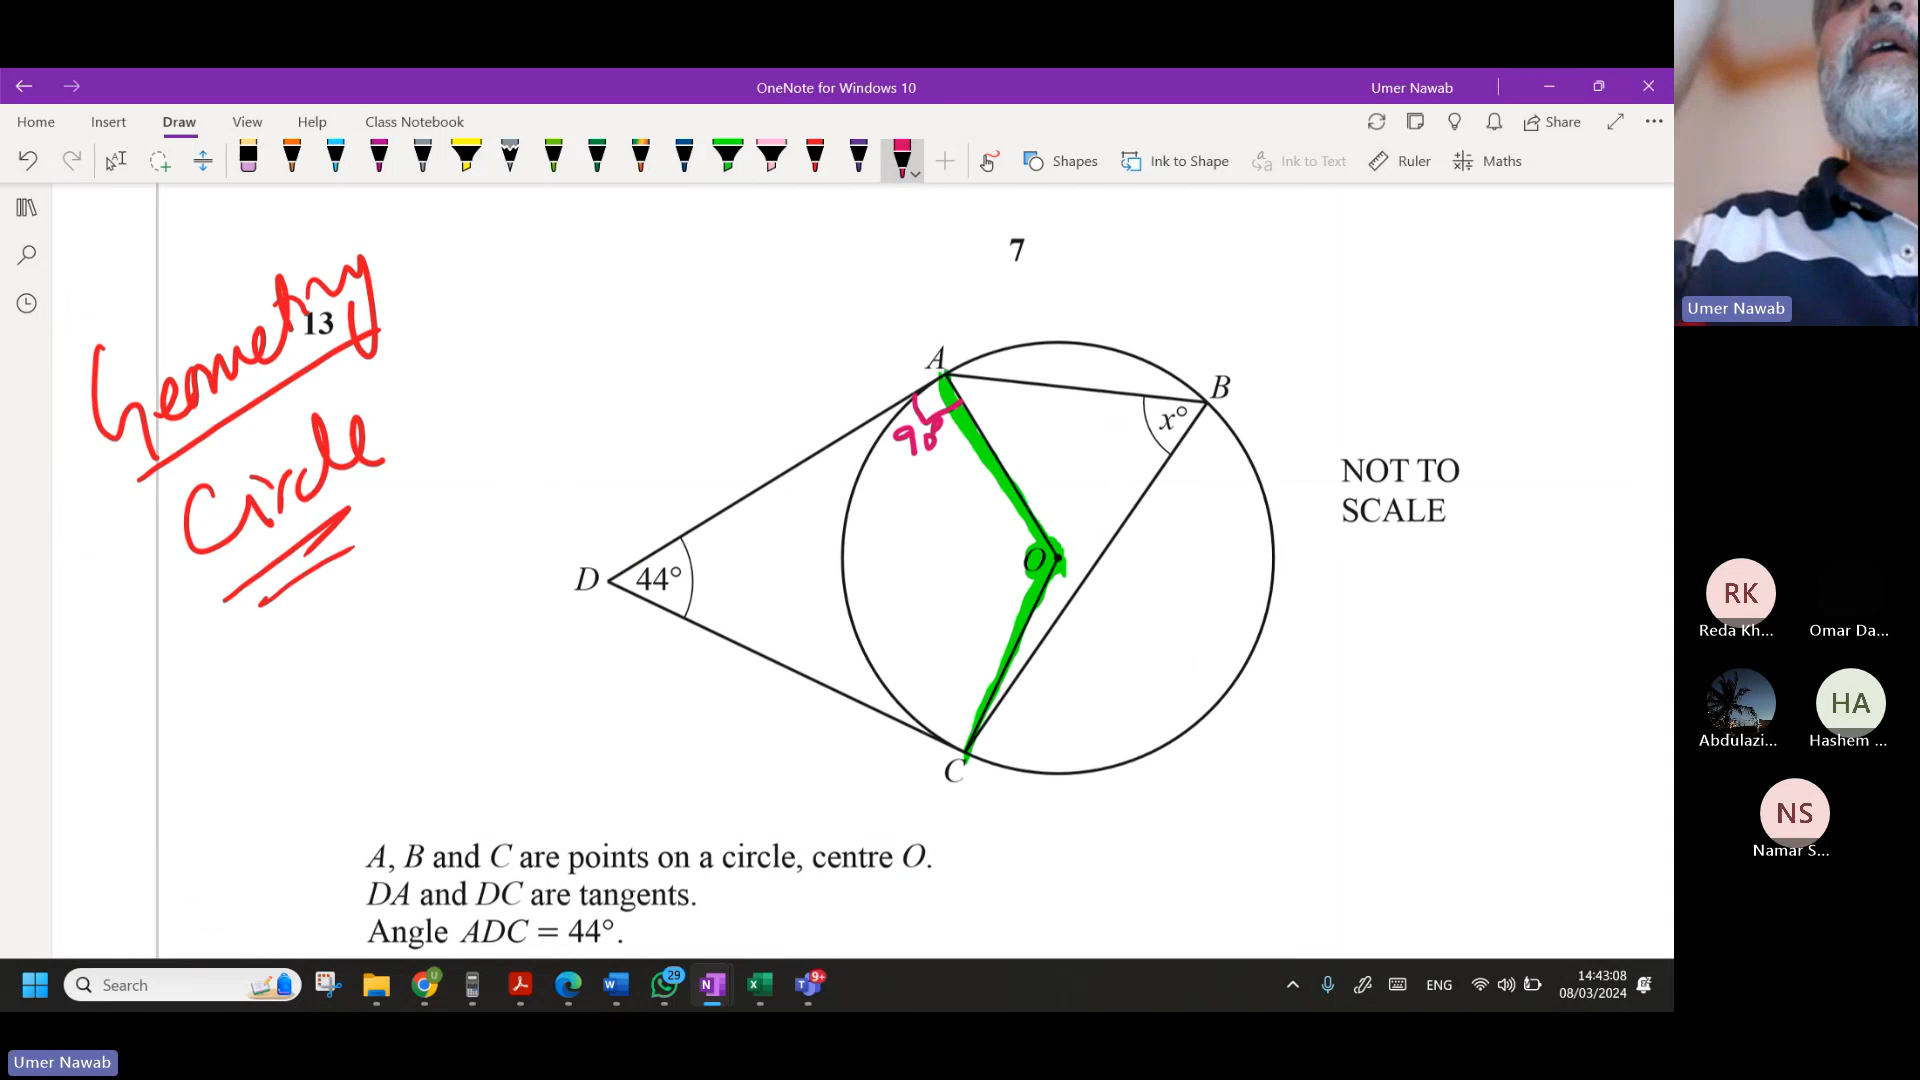 OneNote for Windows 10
Umer Nawab
Home Insert Draw View Help Class Notebook
Share
Shapes Ink to Shape Ink to Text Ruler Maths
7
Geometry
13
Circle
A
B
x°
90°
O
D 44°
C
NOT TO
SCALE
A, B and C are points on a circle, centre O.
DA and DC are tangents.
Angle ADC = 44°.
Umer Nawab
RK
Reda Kh...
Omar Da...
Abdulazi...
HA
Hashem ...
NS
Namar S...
Search
U
29
9+
ENG
14:43:08
08/03/2024
Umer Nawab